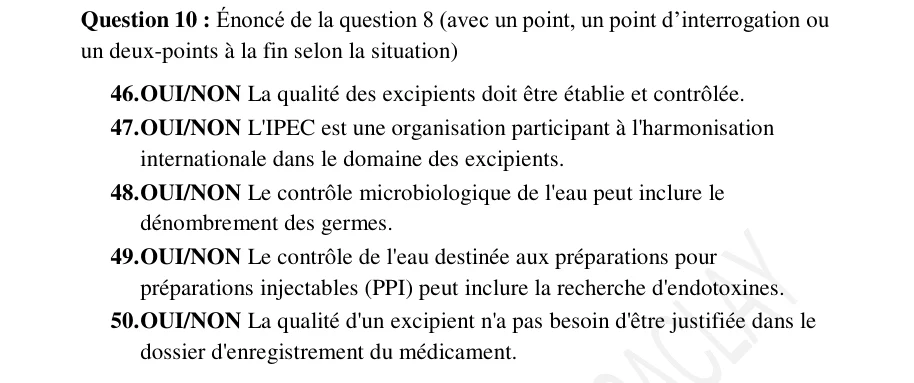 Question 10 : Énoncé de la question 8 (avec un point, un point d’interrogation ou
un deux-points à la fin selon la situation)
46.OUI/NON La qualité des excipients doit être établie et contrôlée.
47.OUI/NON L'IPEC est une organisation participant à l'harmonisation
internationale dans le domaine des excipients.
48.OUI/NON Le contrôle microbiologique de l'eau peut inclure le
dénombrement des germes.
49.OUI/NON Le contrôle de l'eau destinée aux préparations pour
préparations injectables (PPI) peut inclure la recherche d'endotoxines.
50.OUI/NON La qualité d'un excipient n'a pas besoin d'être justifiée dans le
dossier d'enregistrement du médicament.
ACLAY